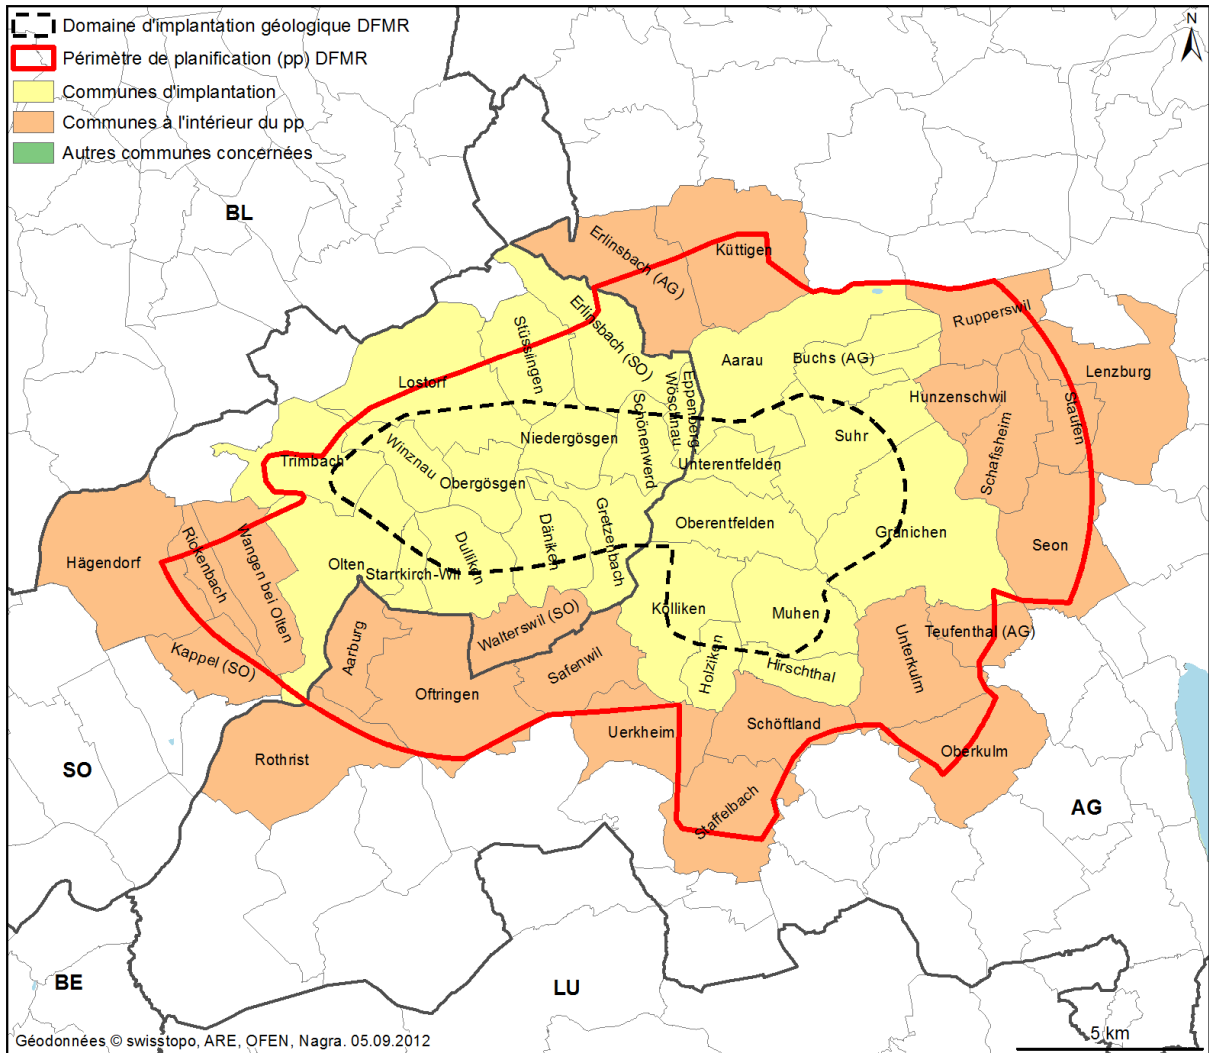 Domaine d'implantation géologique DFMR
Périmètre de planification (pp) DFMR
Communes d'implantation
Communes à l'intérieur du pp
Autres communes concernées
N
BL
Erlinsbach (AG)
Küttigen
Erlinsbach (SO)
Stüsslingen
Rupperswil
Aarau
Buchs (AG)
Lenzburg
Lostorf
Eppenberg
Wöschnau
Hunzenschwil
Staufen
Schönenwerd
Niedergösgen
Suhr
Schafisheim
Trimbach
Winznau
Unterentfelden
Obergösgen
Oberentfelden
Gränichen
Däniken
Gretzenbach
Seon
Hägendorf
Rickenbach
Wangen bei Olten
Olten
Starrkirch-Wil
Dulliken
Kölliken
Muhen
Walterswil (SO)
Teufenthal (AG)
Unterkulm
Kappel (SO)
Aarburg
Safenwil
Holziken
Hirschthal
Oftringen
Schöftland
Uerkheim
Oberkulm
Rothrist
SO
Staffelbach
AG
BE
LU
5 km
Géodonnées © swisstopo, ARE, OFEN, Nagra. 05.09.2012